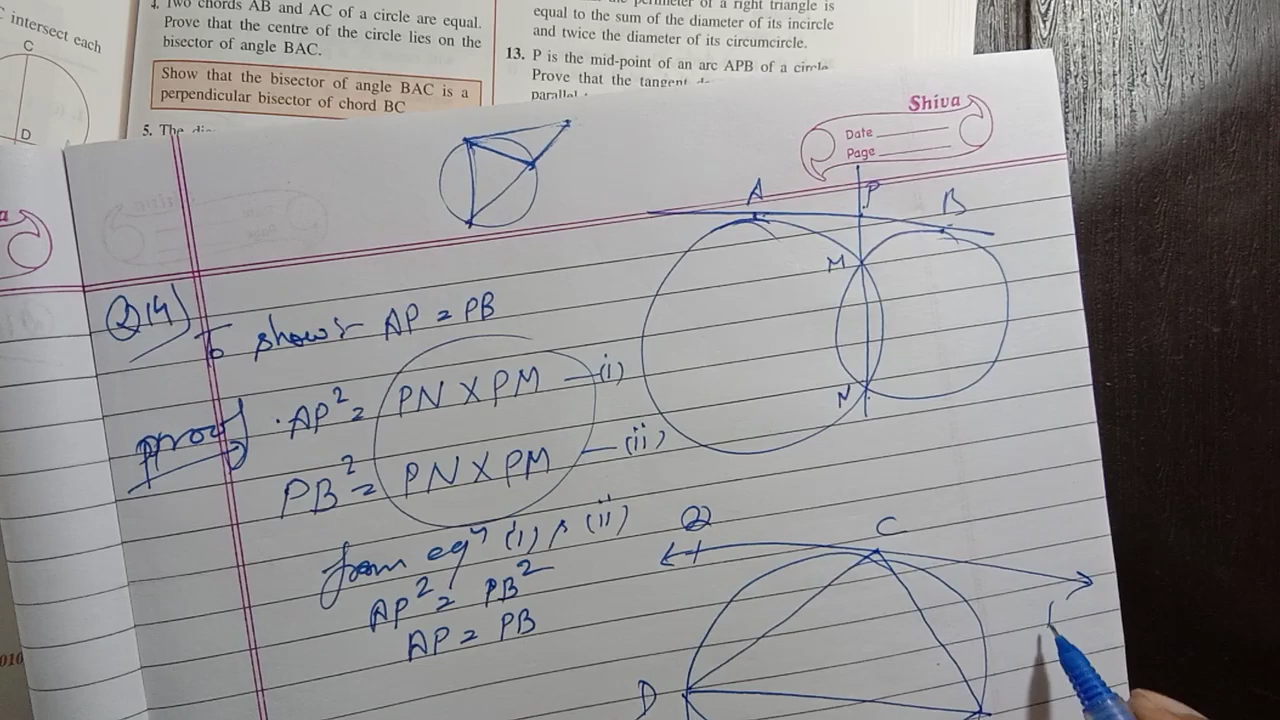 C intersect each
C
D
4. Two chords AB and AC of a circle are equal.
Prove that the centre of the circle lies on the
bisector of angle BAC.
Show that the bisector of angle BAC is a
perpendicular bisector of chord BC
5. The
perimeter of a right triangle is
equal to the sum of the diameter of its incircle
and twice the diameter of its circumcircle.
13. P is the mid-point of an arc APB of a circle.
Prove that the tangent
parallel
Shiva
Date
Page
A
P
B
M
N
Q14)
To show:- AP = PB
proof
AP² = PN X PM —(i)
PB² = PN X PM —(ii)
from eqⁿ (i) & (ii)
AP² = PB²
AP = PB
Q
C
D
010